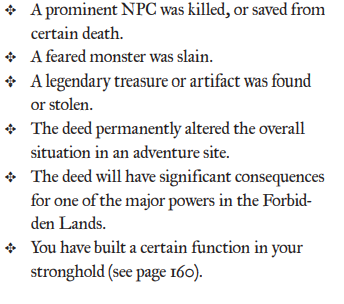 ❖ A prominent NPC was killed, or saved from
certain death.
❖ A feared monster was slain.
❖ A legendary treasure or artifact was found
or stolen.
❖ The deed permanently altered the overall
situation in an adventure site.
❖ The deed will have significant consequences
for one of the major powers in the Forbid-
den Lands.
❖ You have built a certain function in your
stronghold (see page 160).